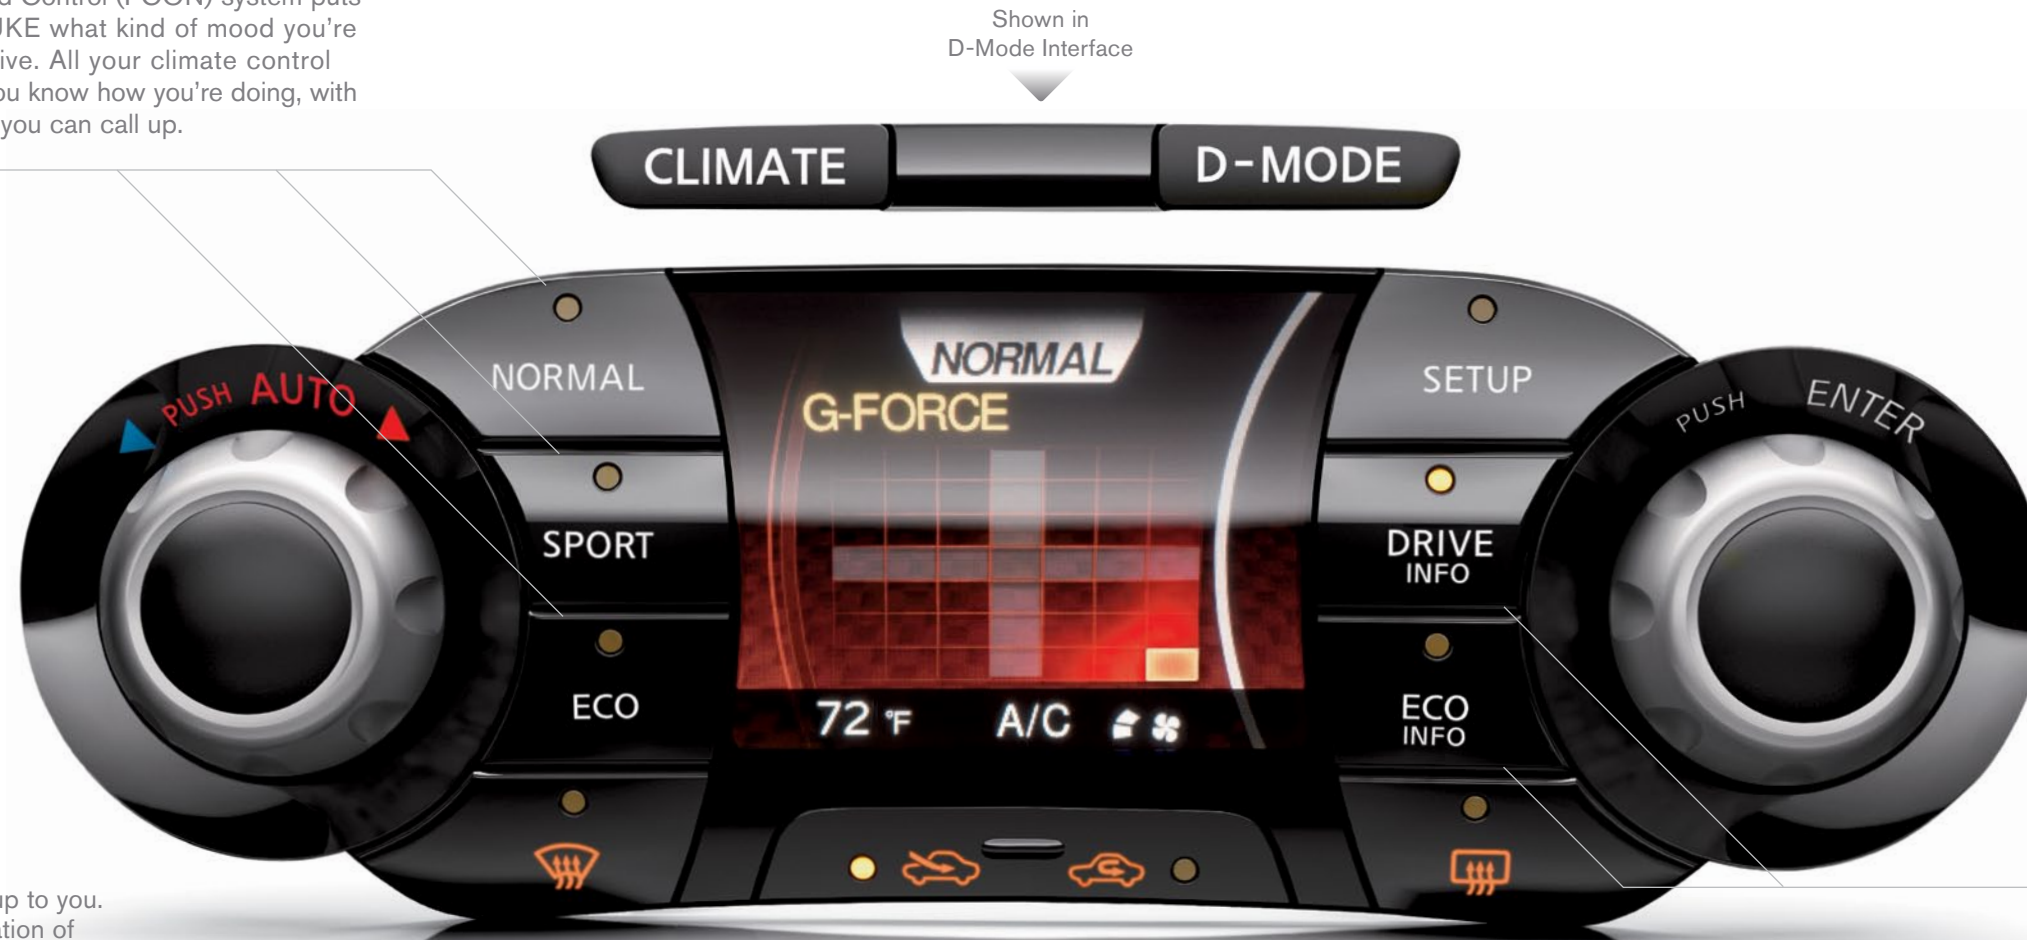 d Control (FCON) system puts
UKE what kind of mood you're
ive. All your climate control
ou know how you're doing, with
you can call up.
Shown in
D-Mode Interface
CLIMATE
D-MODE
PUSH AUTO
NORMAL
NORMAL
G-FORCE
SETUP
PUSH ENTER
SPORT
DRIVE
INFO
ECO
72 °F A/C
ECO
INFO
up to you.
ation of